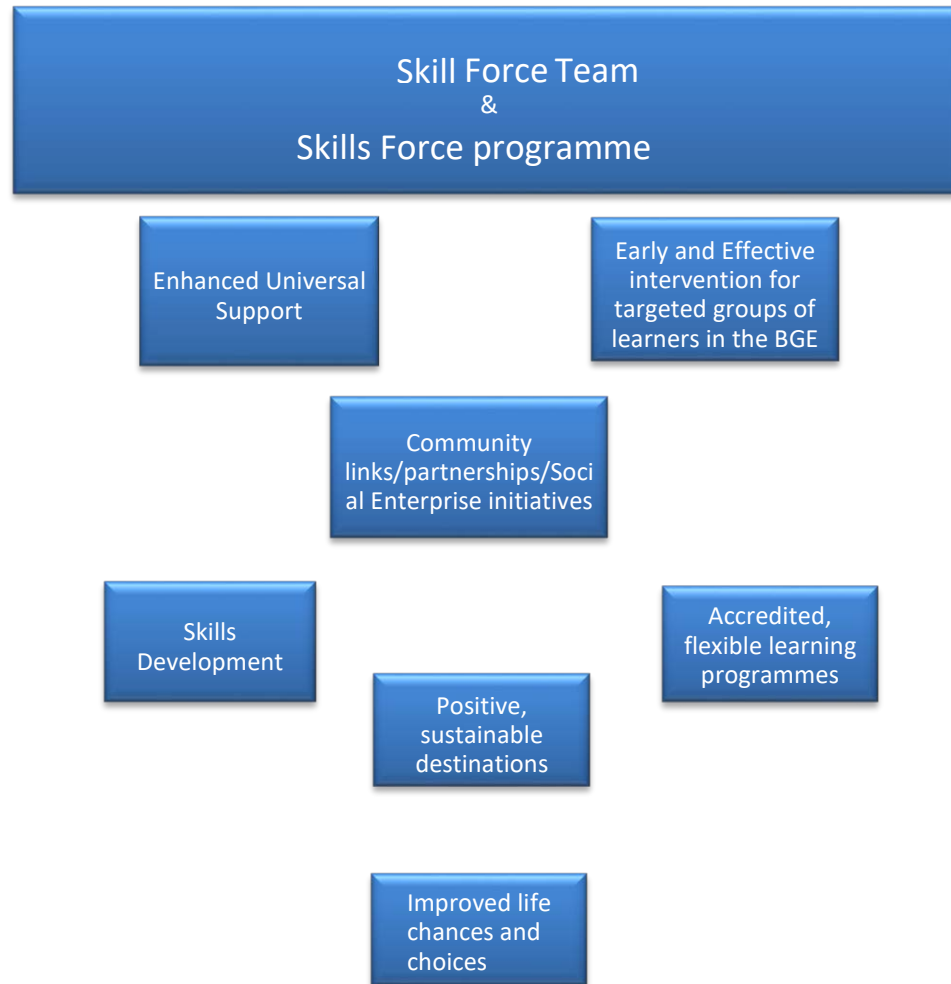 Skill Force Team
&
Skills Force programme
Enhanced Universal
Support
Early and Effective
intervention for
targeted groups of
learners in the BGE
Community
links/partnerships/Soci
al Enterprise initiatives
Skills
Development
Accredited,
flexible learning
programmes
Positive,
sustainable
destinations
Improved life
chances and
choices